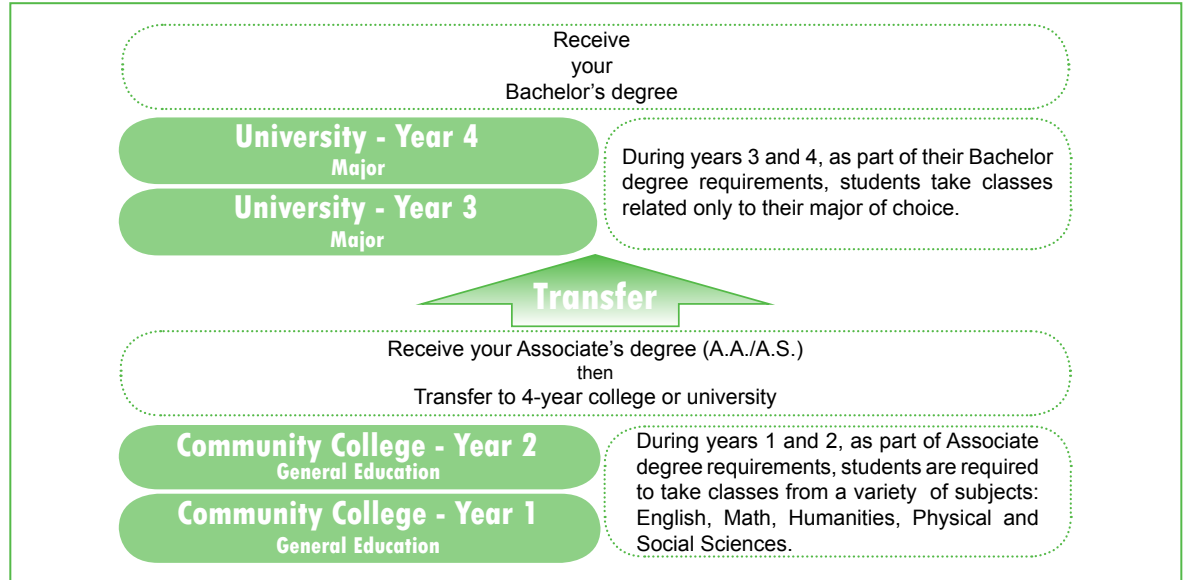 Receive
your
Bachelor's degree
University - Year 4
Major
University - Year 3
Major
During years 3 and 4, as part of their Bachelor
degree requirements, students take classes
related only to their major of choice.
Transfer
Receive your Associate's degree (A.A./A.S.)
then
Transfer to 4-year college or university
Community College - Year 2
General Education
Community College - Year 1
General Education
During years 1 and 2, as part of Associate
degree requirements, students are required
to take classes from a variety of subjects:
English, Math, Humanities, Physical and
Social Sciences.